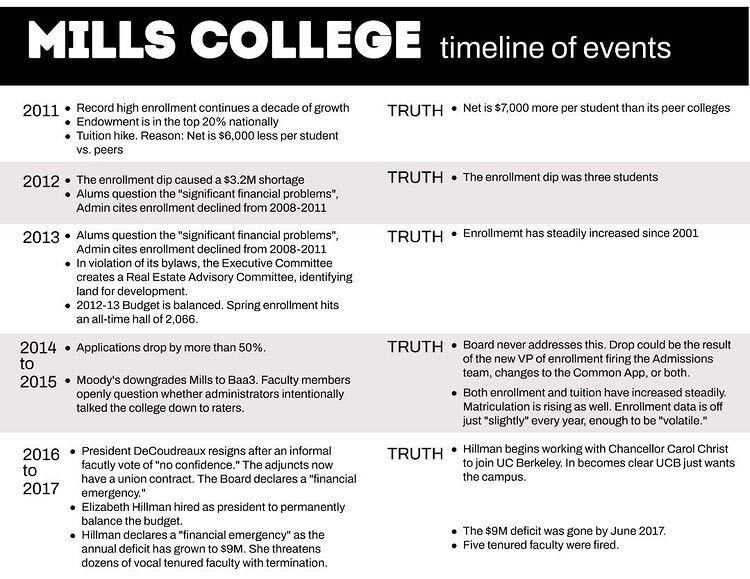 MILLS COLLEGE timeline of events
2011
• Record high enrollment continues a decade of growth
• Endowment is in the top 20% nationally
• Tuition hike. Reason: Net is $6,000 less per student
vs. peers
TRUTH
• Net is $7,000 more per student than its peer colleges
2012
• The enrollment dip caused a $3.2M shortage
• Alums question the "significant financial problems",
Admin cites enrollment declined from 2008-2011
TRUTH
• The enrollment dip was three students
2013
• Alums question the "significant financial problems",
Admin cites enrollment declined from 2008-2011
• In violation of its bylaws, the Executive Committee
creates a Real Estate Advisory Committee, identifying
land for development.
• 2012-13 Budget is balanced. Spring enrollment hits
an all-time hall of 2,066.
TRUTH
• Enrollmemt has steadily increased since 2001
2014
to
2015
• Applications drop by more than 50%.
• Moody's downgrades Mills to Baa3. Faculty members
openly question whether administrators intentionally
talked the college down to raters.
TRUTH
• Board never addresses this. Drop could be the result
of the new VP of enrollment firing the Admissions
team, changes to the Common App, or both.
• Both enrollment and tuition have increased steadily.
Matriculation is rising as well. Enrollment data is off
just "slightly" every year, enough to be "volatile."
2016
to
2017
• President DeCoudreaux resigns after an informal
facutly vote of "no confidence." The adjuncts now
have a union contract. The Board declares a "financial
emergency."
• Elizabeth Hillman hired as president to permanently
balance the budget.
• Hillman declares a "financial emergency" as the
annual deficit has grown to $9M. She threatens
dozens of vocal tenured faculty with termination.
TRUTH
• Hillman begins working with Chancellor Carol Christ
to join UC Berkeley. In becomes clear UCB just wants
the campus.
• The $9M deficit was gone by June 2017.
• Five tenured faculty were fired.